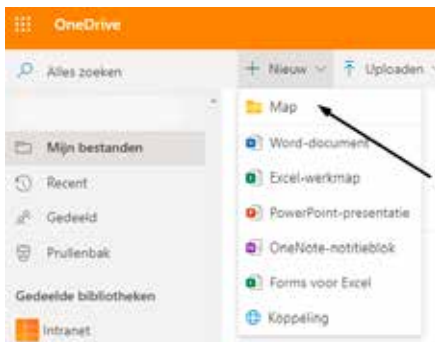 OneDrive
Alles zoeken
+ Nieuw Uploaden
Map
Word-document
Excel-werkmap
PowerPoint-presentatie
OneNote-notitieblok
Forms voor Excel
Koppeling
Mijn bestanden
Recent
Gedeeld
Prullenbak
Gedeelde bibliotheken
Intranet